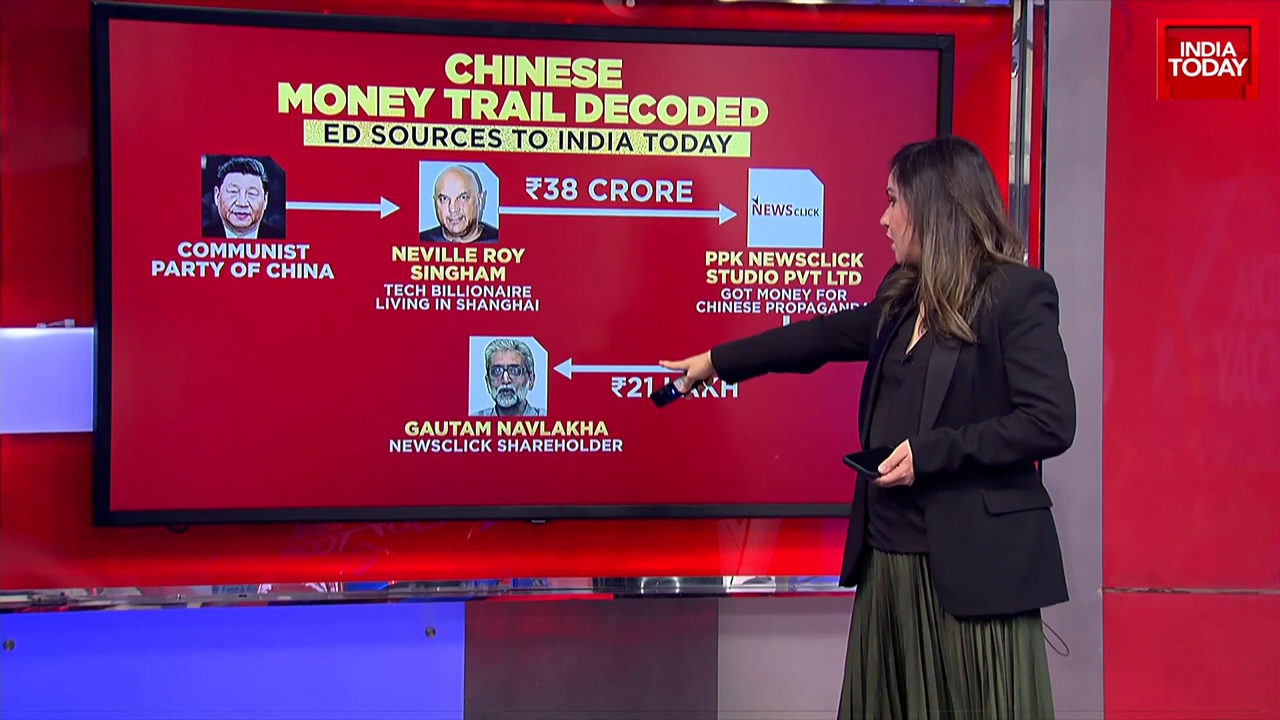 CHINESE
MONEY TRAIL DECODED
ED SOURCES TO INDIA TODAY
INDIA
TODAY
₹38 CRORE
NEWSCLICK
COMMUNIST
PARTY OF CHINA
NEVILLE ROY
SINGHAM
TECH BILLIONAIRE
LIVING IN SHANGHAI
PPK NEWSCLICK
STUDIO PVT LTD
GOT MONEY FOR
CHINESE PROPAGANDA
₹21 LAKH
GAUTAM NAVLAKHA
NEWSCLICK SHAREHOLDER